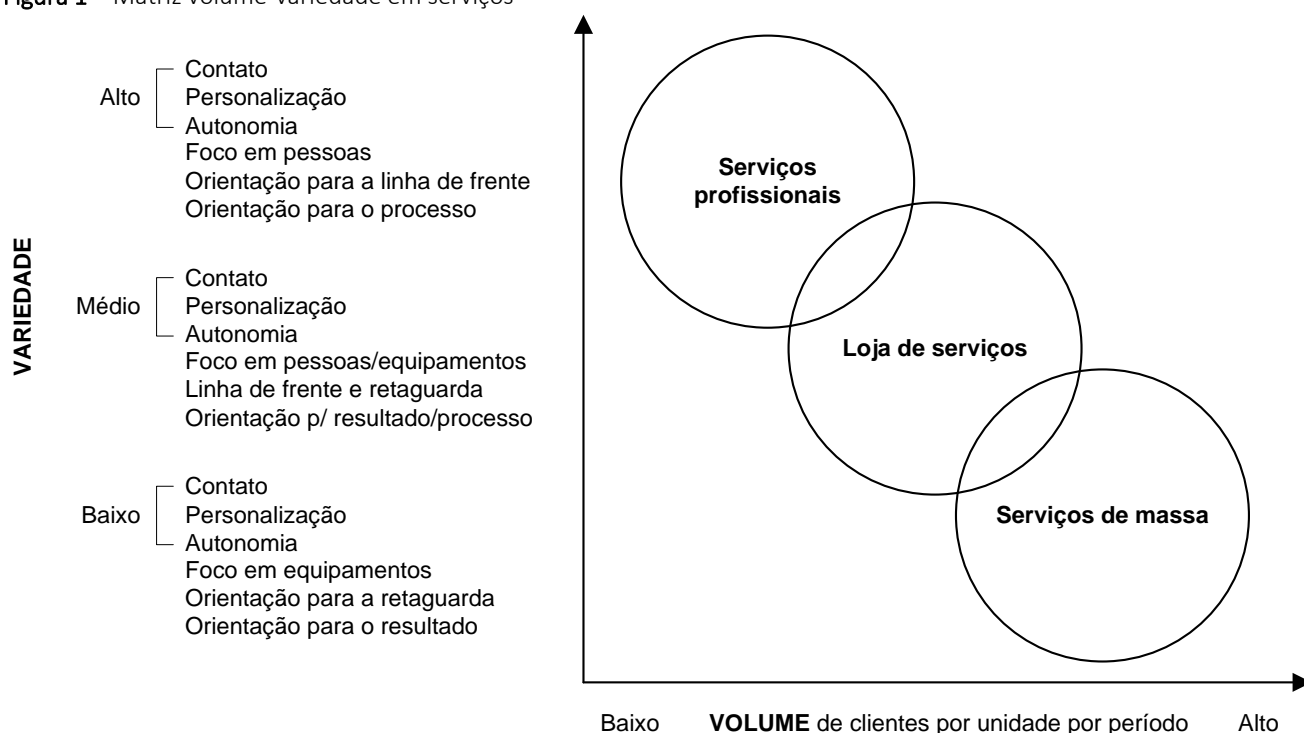 Figura 1 – Matriz volume-variedade em serviços
VARIEDADE
Alto
Contato
Personalização
Autonomia
Foco em pessoas
Orientação para a linha de frente
Orientação para o processo
Médio
Contato
Personalização
Autonomia
Foco em pessoas/equipamentos
Linha de frente e retaguarda
Orientação p/ resultado/processo
Baixo
Contato
Personalização
Autonomia
Foco em equipamentos
Orientação para a retaguarda
Orientação para o resultado
Serviços
profissionais
Loja de serviços
Serviços de massa
Baixo VOLUME de clientes por unidade por período Alto